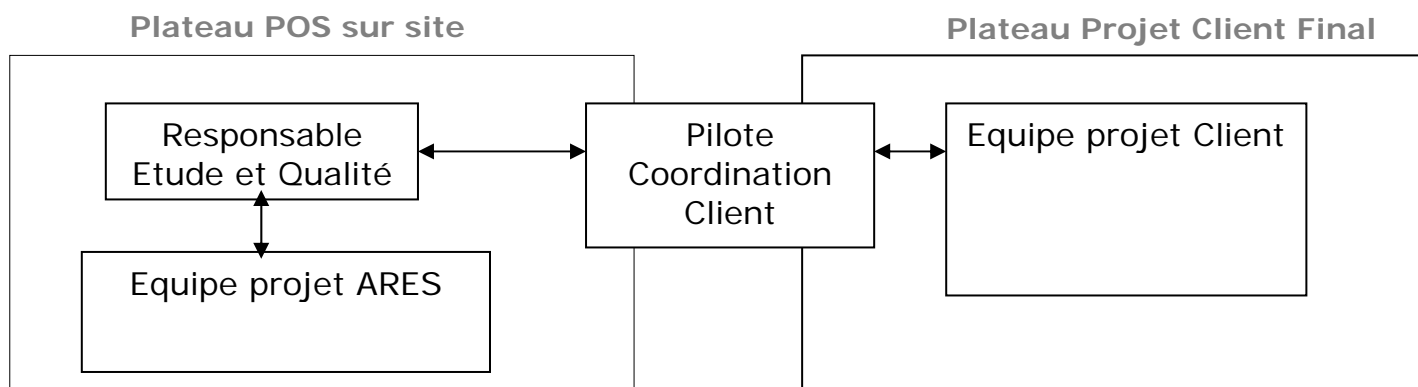 Plateau POS sur site
Plateau Projet Client Final
Responsable
Etude et Qualité
Pilote
Coordination
Client
Equipe projet Client
Equipe projet ARES